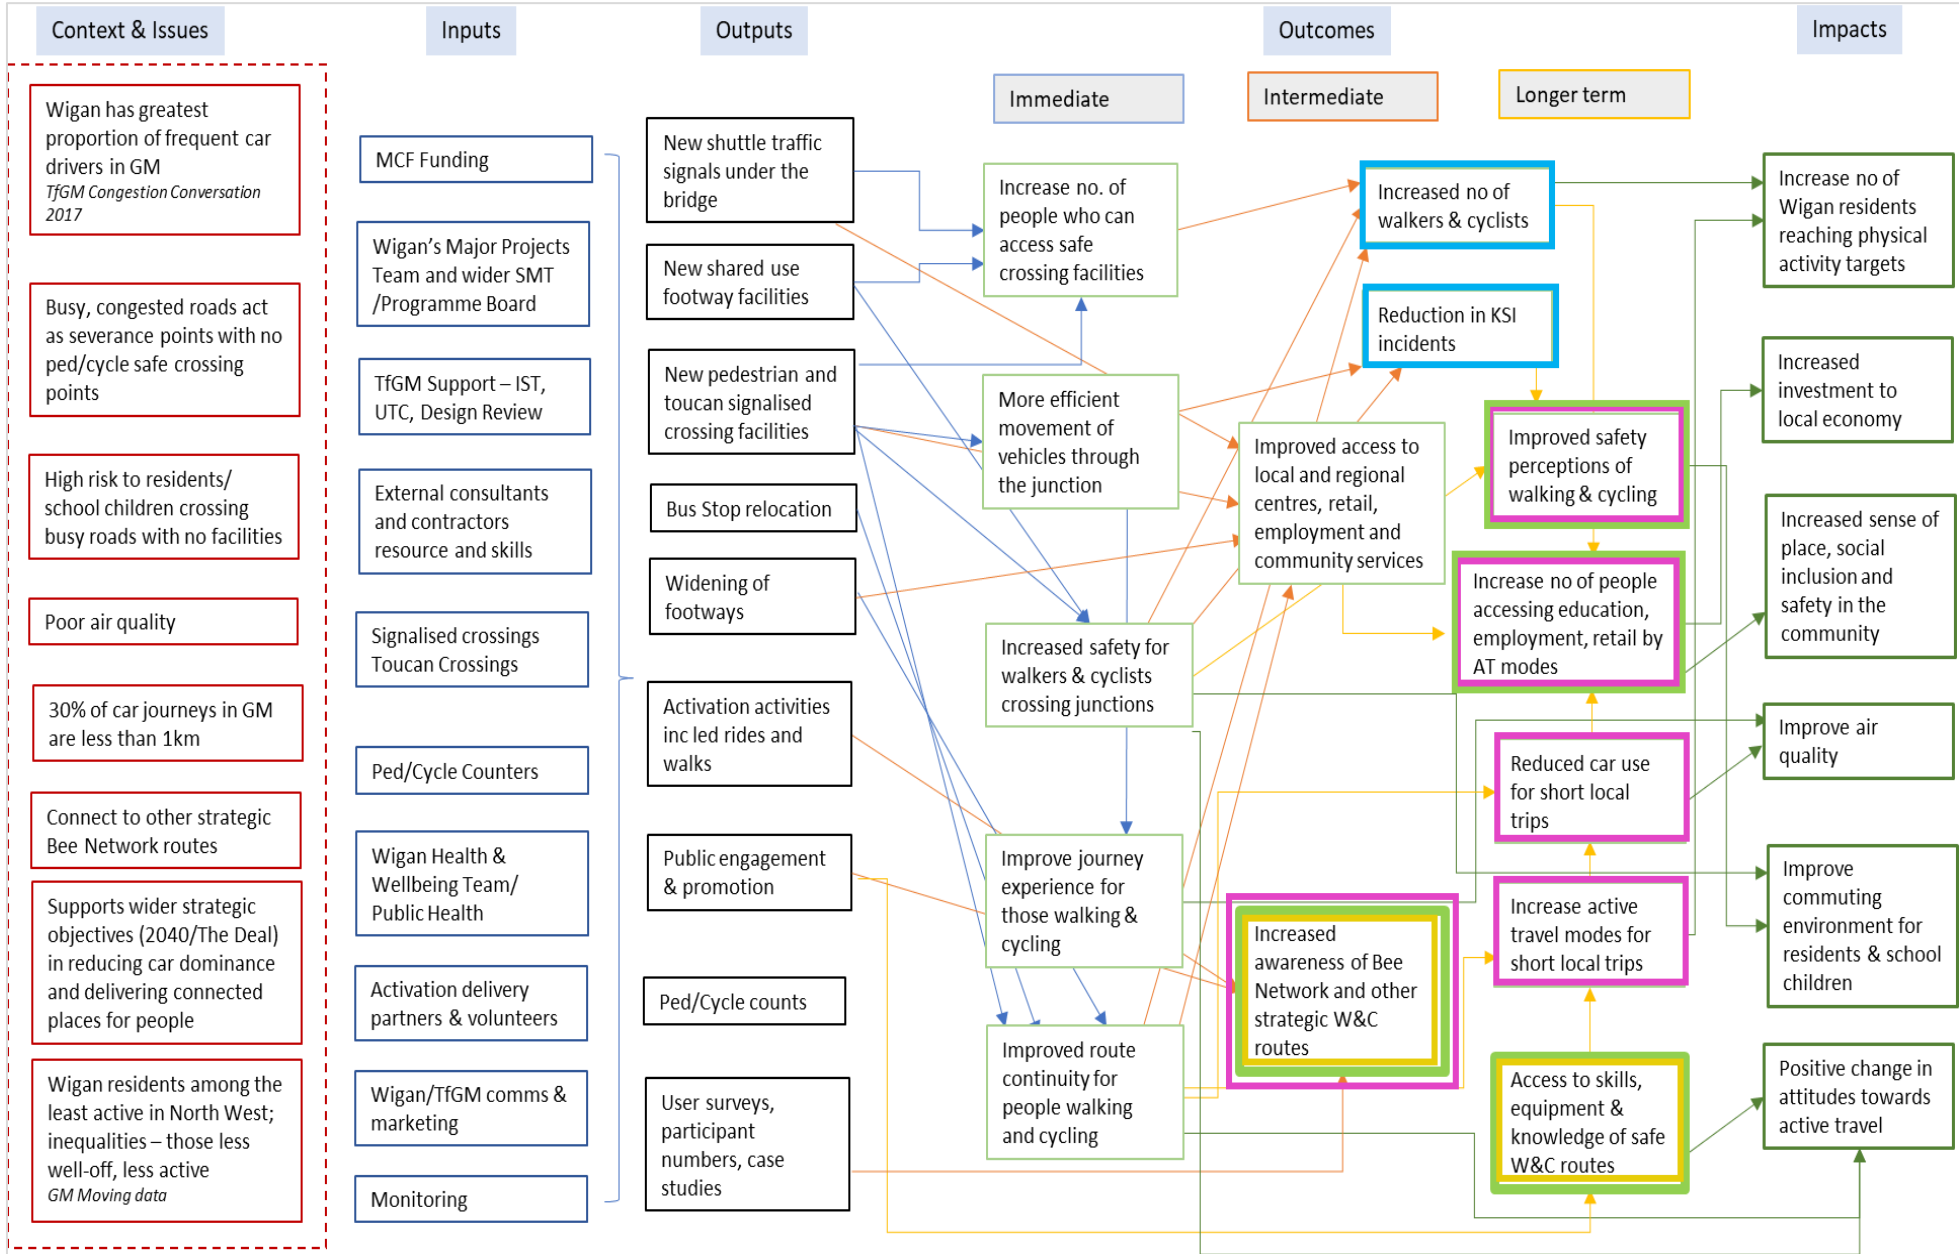 Context & Issues
Inputs
Outputs
Outcomes
Impacts
Immediate
Intermediate
Longer term
Wigan has greatest
proportion of frequent car
drivers in GM
TfGM Congestion Conversation
2017
Busy, congested roads act
as severance points with no
ped/cycle safe crossing
points
High risk to residents/
school children crossing
busy roads with no facilities
Poor air quality
30% of car journeys in GM
are less than 1km
Connect to other strategic
Bee Network routes
Supports wider strategic
objectives (2040/The Deal)
in reducing car dominance
and delivering connected
places for people
Wigan residents among the
least active in North West;
inequalities – those less
well-off, less active
GM Moving data
MCF Funding
Wigan's Major Projects
Team and wider SMT
/Programme Board
TfGM Support – IST,
UTC, Design Review
External consultants
and contractors
resource and skills
Signalised crossings
Toucan Crossings
Ped/Cycle Counters
Wigan Health &
Wellbeing Team/
Public Health
Activation delivery
partners & volunteers
Wigan/TfGM comms &
marketing
Monitoring
New shuttle traffic
signals under the
bridge
New shared use
footway facilities
New pedestrian and
toucan signalised
crossing facilities
Bus Stop relocation
Widening of
footways
Activation activities
inc led rides and
walks
Public engagement
& promotion
Ped/Cycle counts
User surveys,
participant
numbers, case
studies
Increase no. of
people who can
access safe
crossing facilities
More efficient
movement of
vehicles through
the junction
Increased safety for
walkers & cyclists
crossing junctions
Improve journey
experience for
those walking &
cycling
Improved route
continuity for
people walking
and cycling
Increased no of
walkers & cyclists
Reduction in KSI
incidents
Improved access to
local and regional
centres, retail,
employment and
community services
Increased
awareness of Bee
Network and other
strategic W&C
routes
Improved safety
perceptions of
walking & cycling
Increase no of people
accessing education,
employment, retail by
AT modes
Reduced car use
for short local
trips
Increase active
travel modes for
short local trips
Access to skills,
equipment &
knowledge of safe
W&C routes
Increase no of
Wigan residents
reaching physical
activity targets
Increased
investment to
local economy
Increased sense of
place, social
inclusion and
safety in the
community
Improve air
quality
Improve
commuting
environment for
residents & school
children
Positive change in
attitudes towards
active travel